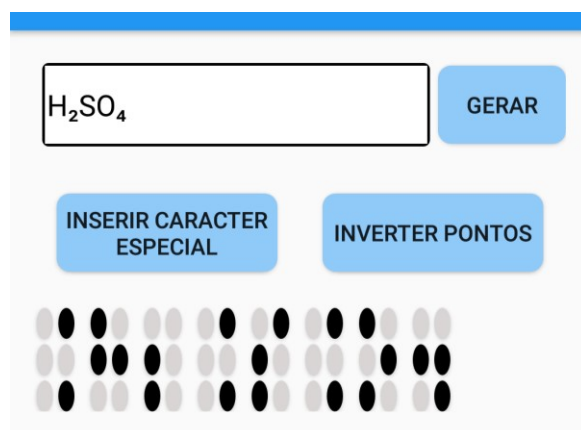 H₂SO₄
GERAR
INSERIR CARACTER
ESPECIAL
INVERTER PONTOS
⠨⠓⠆⠨⠎⠨⠕⠲